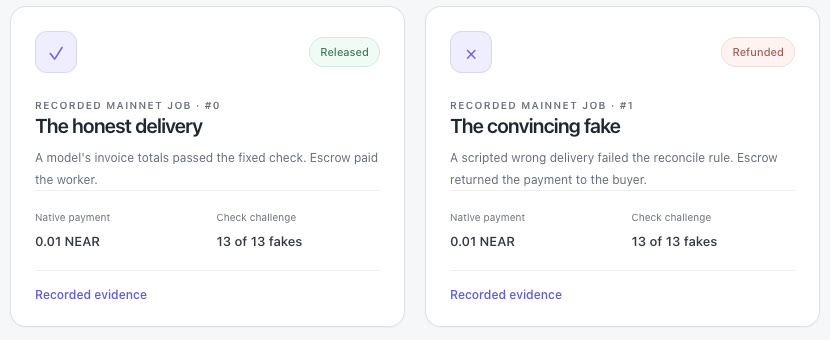 Released
RECORDED MAINNET JOB · #0
The honest delivery
A model's invoice totals passed the fixed check. Escrow paid
the worker.
Native payment
Check challenge
0.01 NEAR
13 of 13 fakes
Recorded evidence
Refunded
RECORDED MAINNET JOB · #1
The convincing fake
A scripted wrong delivery failed the reconcile rule. Escrow
returned the payment to the buyer.
Native payment
Check challenge
0.01 NEAR
13 of 13 fakes
Recorded evidence